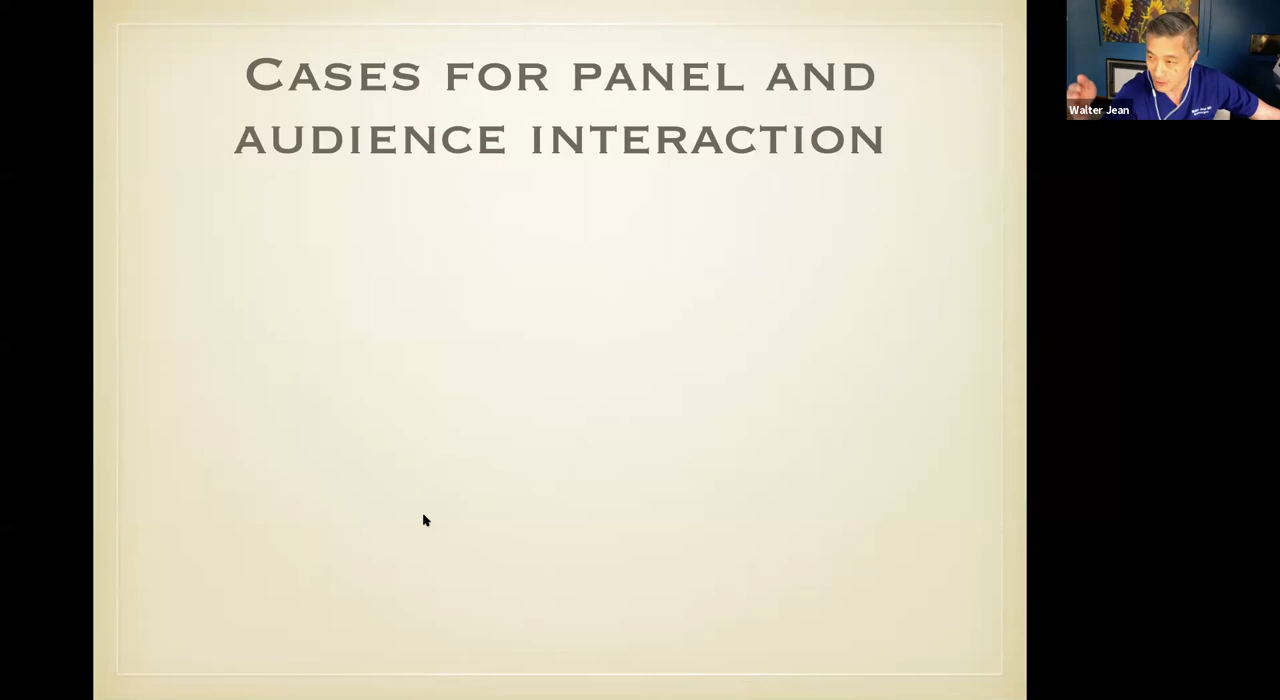 Cases for panel and
audience interaction
Walter Jean